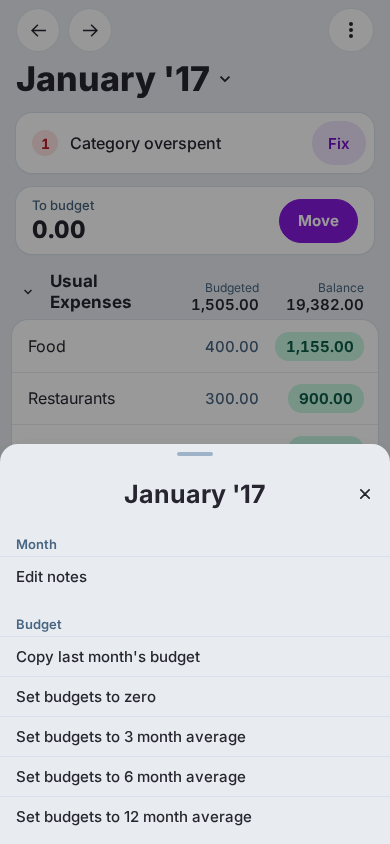 January '17
1 Category overspent Fix
To budget
0.00 Move
Usual Expenses Budgeted Balance
1,505.00 19,382.00
Food 400.00 1,155.00
Restaurants 300.00 900.00
January '17
Month
Edit notes
Budget
Copy last month's budget
Set budgets to zero
Set budgets to 3 month average
Set budgets to 6 month average
Set budgets to 12 month average